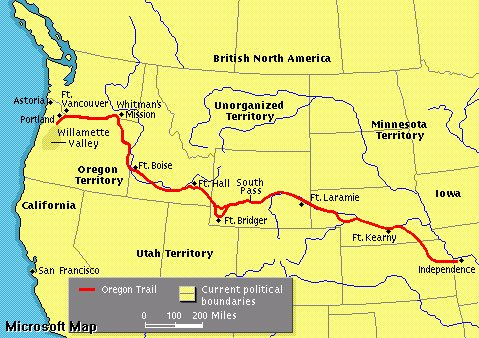 British North America
Astoria
Ft.
Vancouver
Portland
Whitman's
Mission
Unorganized
Territory
Minnesota
Territory
Willamette
Valley
Oregon
Territory
Ft. Boise
Ft. Hall
South
Pass
Ft. Laramie
Iowa
California
Ft. Bridger
Ft. Kearny
Utah Territory
San Francisco
Independence
Oregon Trail
Current political
boundaries
0 100 200 Miles
Microsoft Map